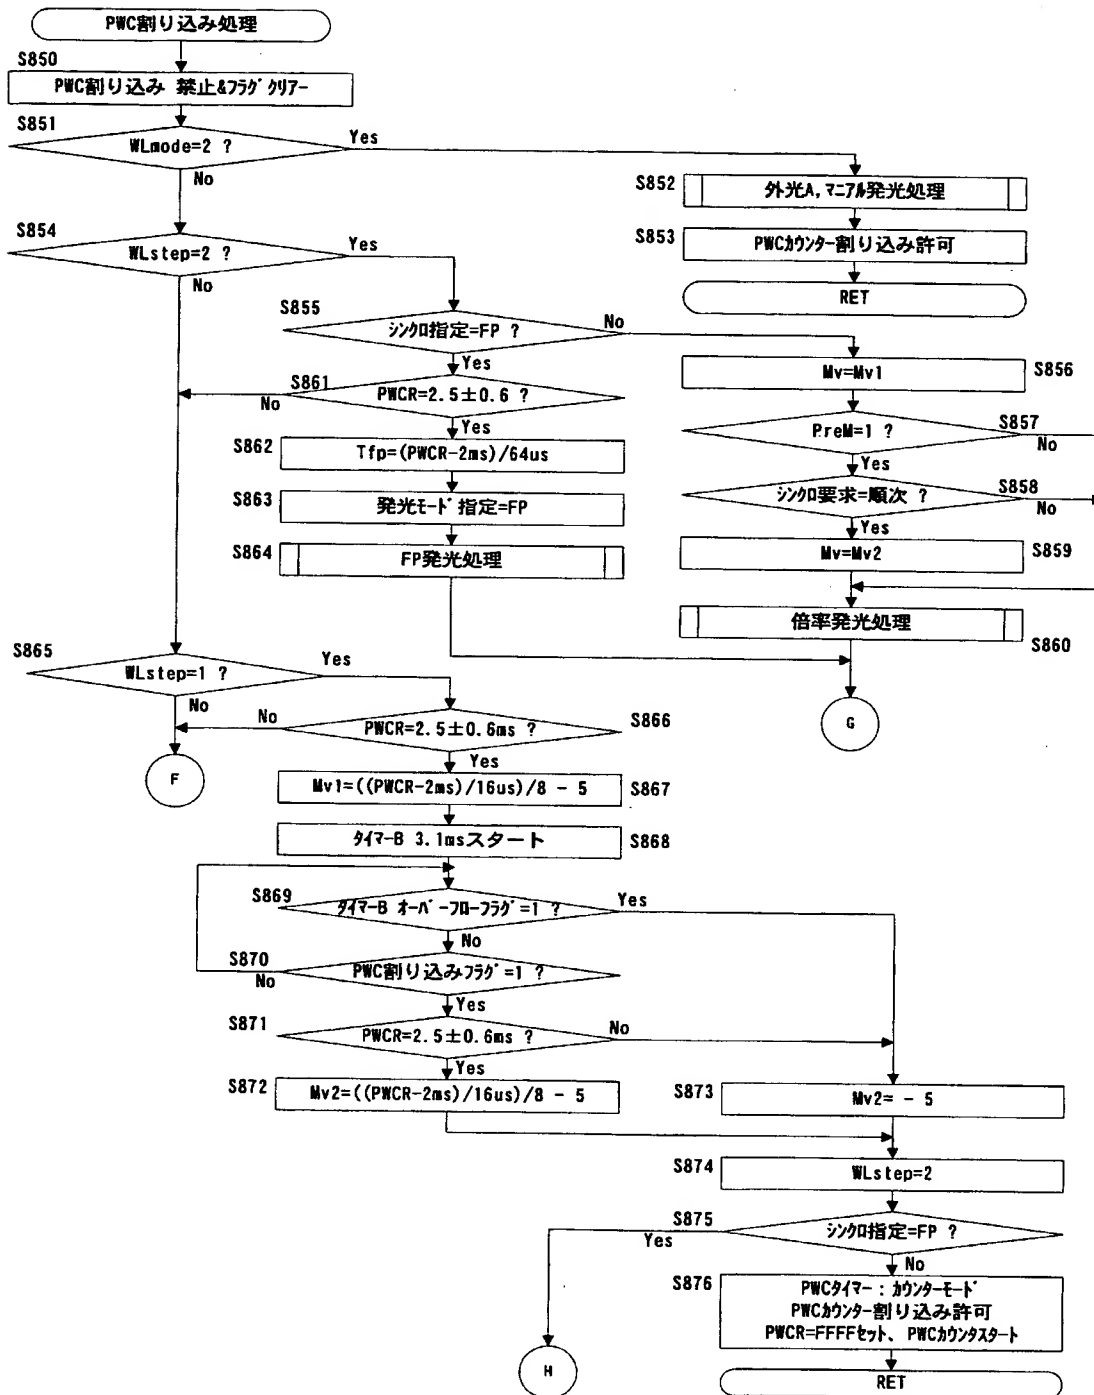 PWC割り込み処理
S850
PWC割り込み 禁止&フラグクリアー
S851
WLmode=2 ?
Yes
No
S852
外光A,マニアル発光処理
S853
PWCカウンター割り込み許可
RET
S854
WLstep=2 ?
Yes
No
S855
シンクロ指定=FP ?
No
Yes
Mv=Mv1
S856
S861
PWCR=2.5±0.6 ?
No
Yes
PreM=1 ?
S857
No
Yes
S862
Tfp=(PWCR-2ms)/64us
シンクロ要求=順次 ?
S858
No
Yes
S863
発光モード指定=FP
Mv=Mv2
S859
S864
FP発光処理
倍率発光処理
S860
G
S865
WLstep=1 ?
Yes
No
PWCR=2.5±0.6ms ?
S866
No
Yes
F
Mv1=((PWCR-2ms)/16us)/8 - 5
S867
タイマーB 3.1msスタート
S868
S869
タイマーB オーバーフローフラグ=1 ?
Yes
No
S870
PWC割り込みフラグ=1 ?
No
Yes
S871
PWCR=2.5±0.6ms ?
No
Yes
S872
Mv2=((PWCR-2ms)/16us)/8 - 5
S873
Mv2= - 5
S874
WLstep=2
S875
シンクロ指定=FP ?
Yes
No
S876
PWCタイマー : カウンターモード
PWCカウンター割り込み許可
PWCR=FFFFセット、PWCカウンタスタート
H
RET